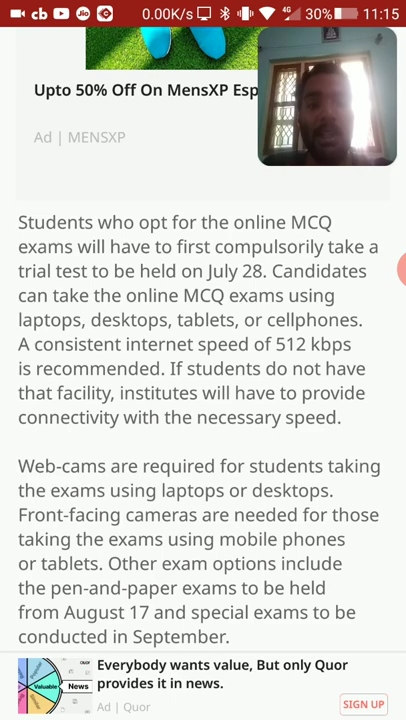 cb
Jio
0.00K/s
4G
30%
11:15
Upto 50% Off On MensXP Esp
Ad | MENSXP
Students who opt for the online MCQ
exams will have to first compulsorily take a
trial test to be held on July 28. Candidates
can take the online MCQ exams using
laptops, desktops, tablets, or cellphones.
A consistent internet speed of 512 kbps
is recommended. If students do not have
that facility, institutes will have to provide
connectivity with the necessary speed.
Web-cams are required for students taking
the exams using laptops or desktops.
Front-facing cameras are needed for those
taking the exams using mobile phones
or tablets. Other exam options include
the pen-and-paper exams to be held
from August 17 and special exams to be
conducted in September.
Valuable
News
Everybody wants value, But only Quor
provides it in news.
Ad | Quor
SIGN UP